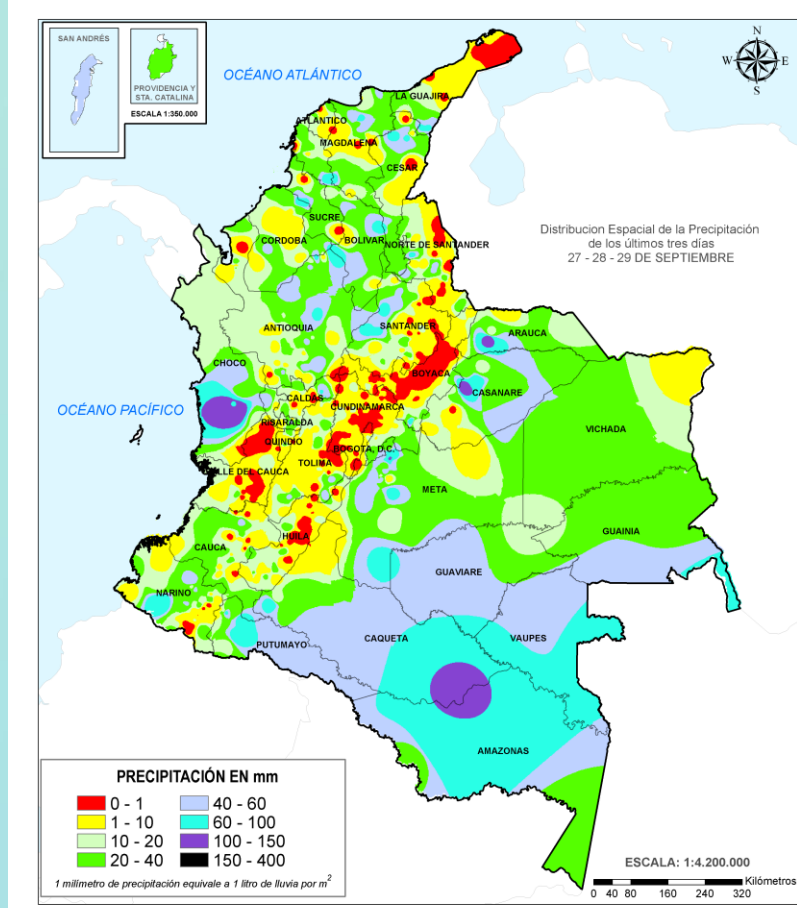 SAN ANDRÉS
PROVIDENCIA Y
STA. CATALINA
ESCALA 1:350.000
OCÉANO ATLÁNTICO
N
W
E
S
LA GUAJIRA
ATLANTICO
MAGDALENA
CESAR
SUCRE
CORDOBA
BOLIVAR
NORTE DE SANTANDER
Distribucion Espacial de la Precipitación
de los últimos tres días
27 - 28 - 29 DE SEPTIEMBRE
ANTIOQUIA
SANTANDER
ARAUCA
CHOCO
BOYACA
CASANARE
OCÉANO PACÍFICO
CALDAS
CUNDINAMARCA
RISARALDA
VICHADA
QUINDIO
BOGOTA, D.C.
VALLE DEL CAUCA
TOLIMA
META
CAUCA
HUILA
GUAINIA
GUAVIARE
NARINO
PUTUMAYO
CAQUETA
VAUPES
AMAZONAS
PRECIPITACIÓN EN mm
0 - 1
40 - 60
1 - 10
60 - 100
10 - 20
100 - 150
20 - 40
150 - 400
1 milímetro de precipitación equivale a 1 litro de lluvia por m²
ESCALA: 1:4.200.000
Kilómetros
0 40 80 160 240 320